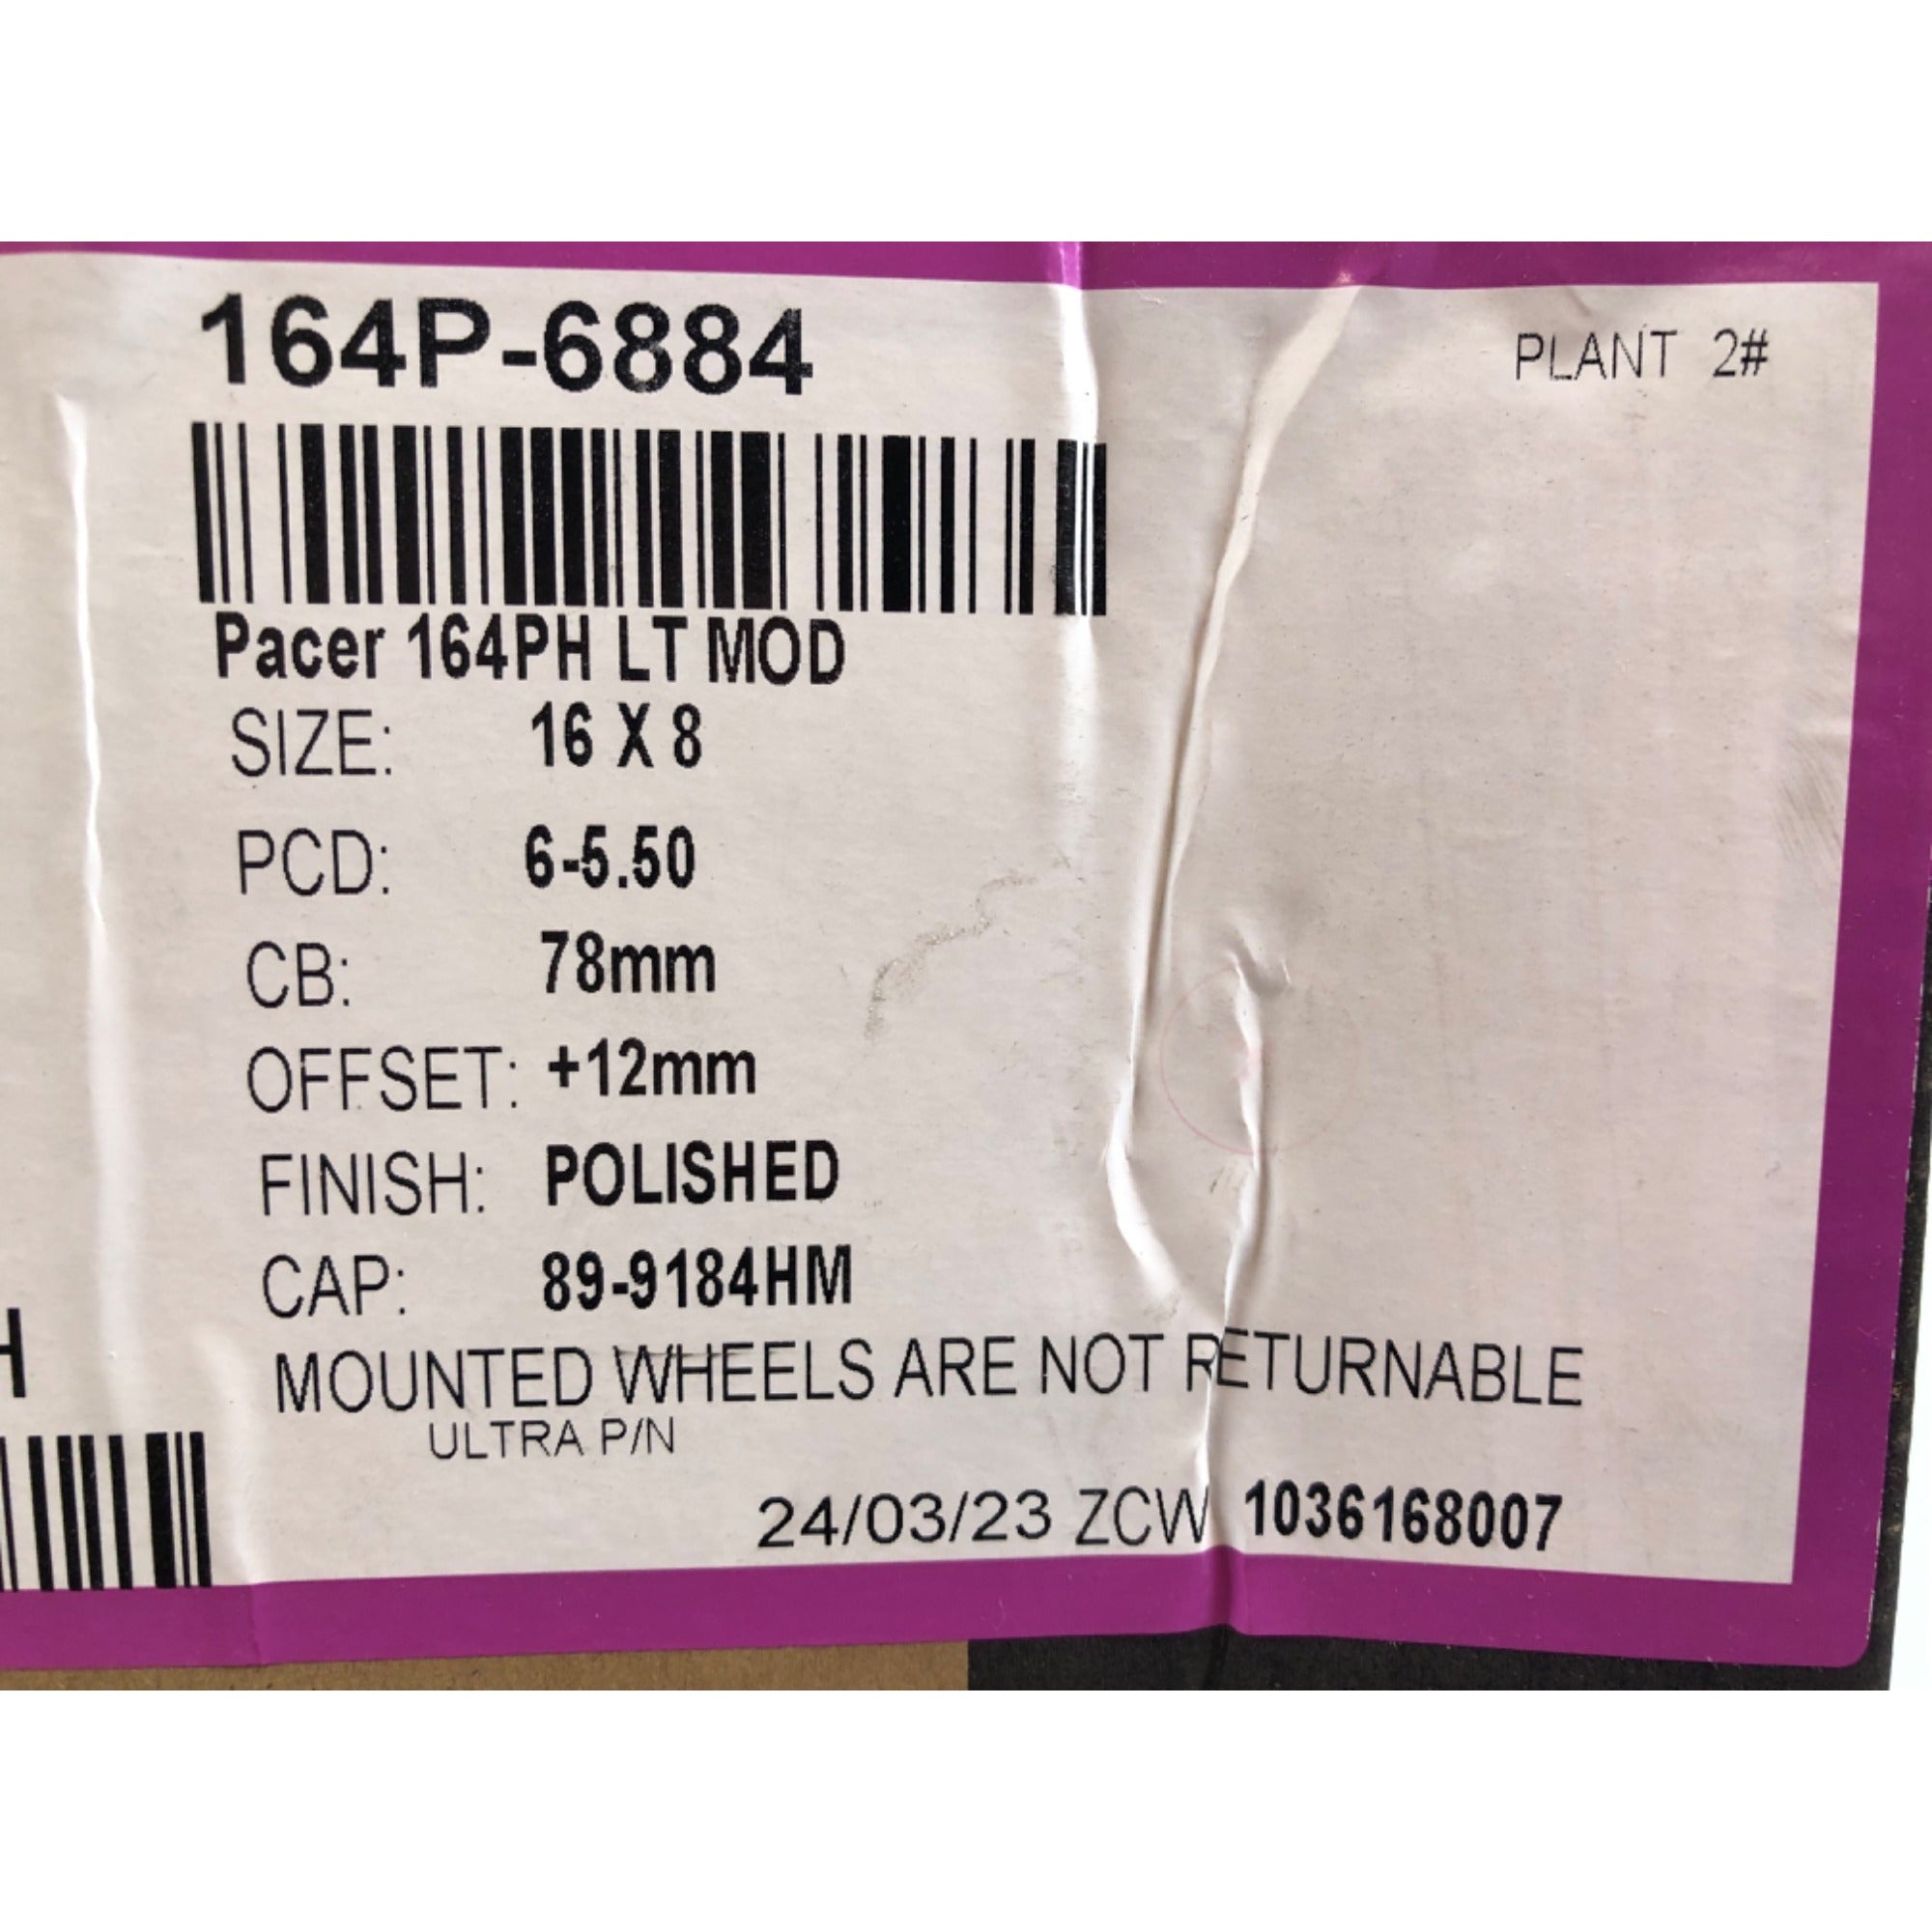 164P-6884
PLANT 2#
Pacer 164PH LT MOD
SIZE: 16 X 8
PCD: 6-5.50
CB: 78mm
OFFSET: +12mm
FINISH: POLISHED
CAP: 89-9184HM
H
MOUNTED WHEELS ARE NOT RETURNABLE
ULTRA P/N
24/03/23 ZCW 1036168007